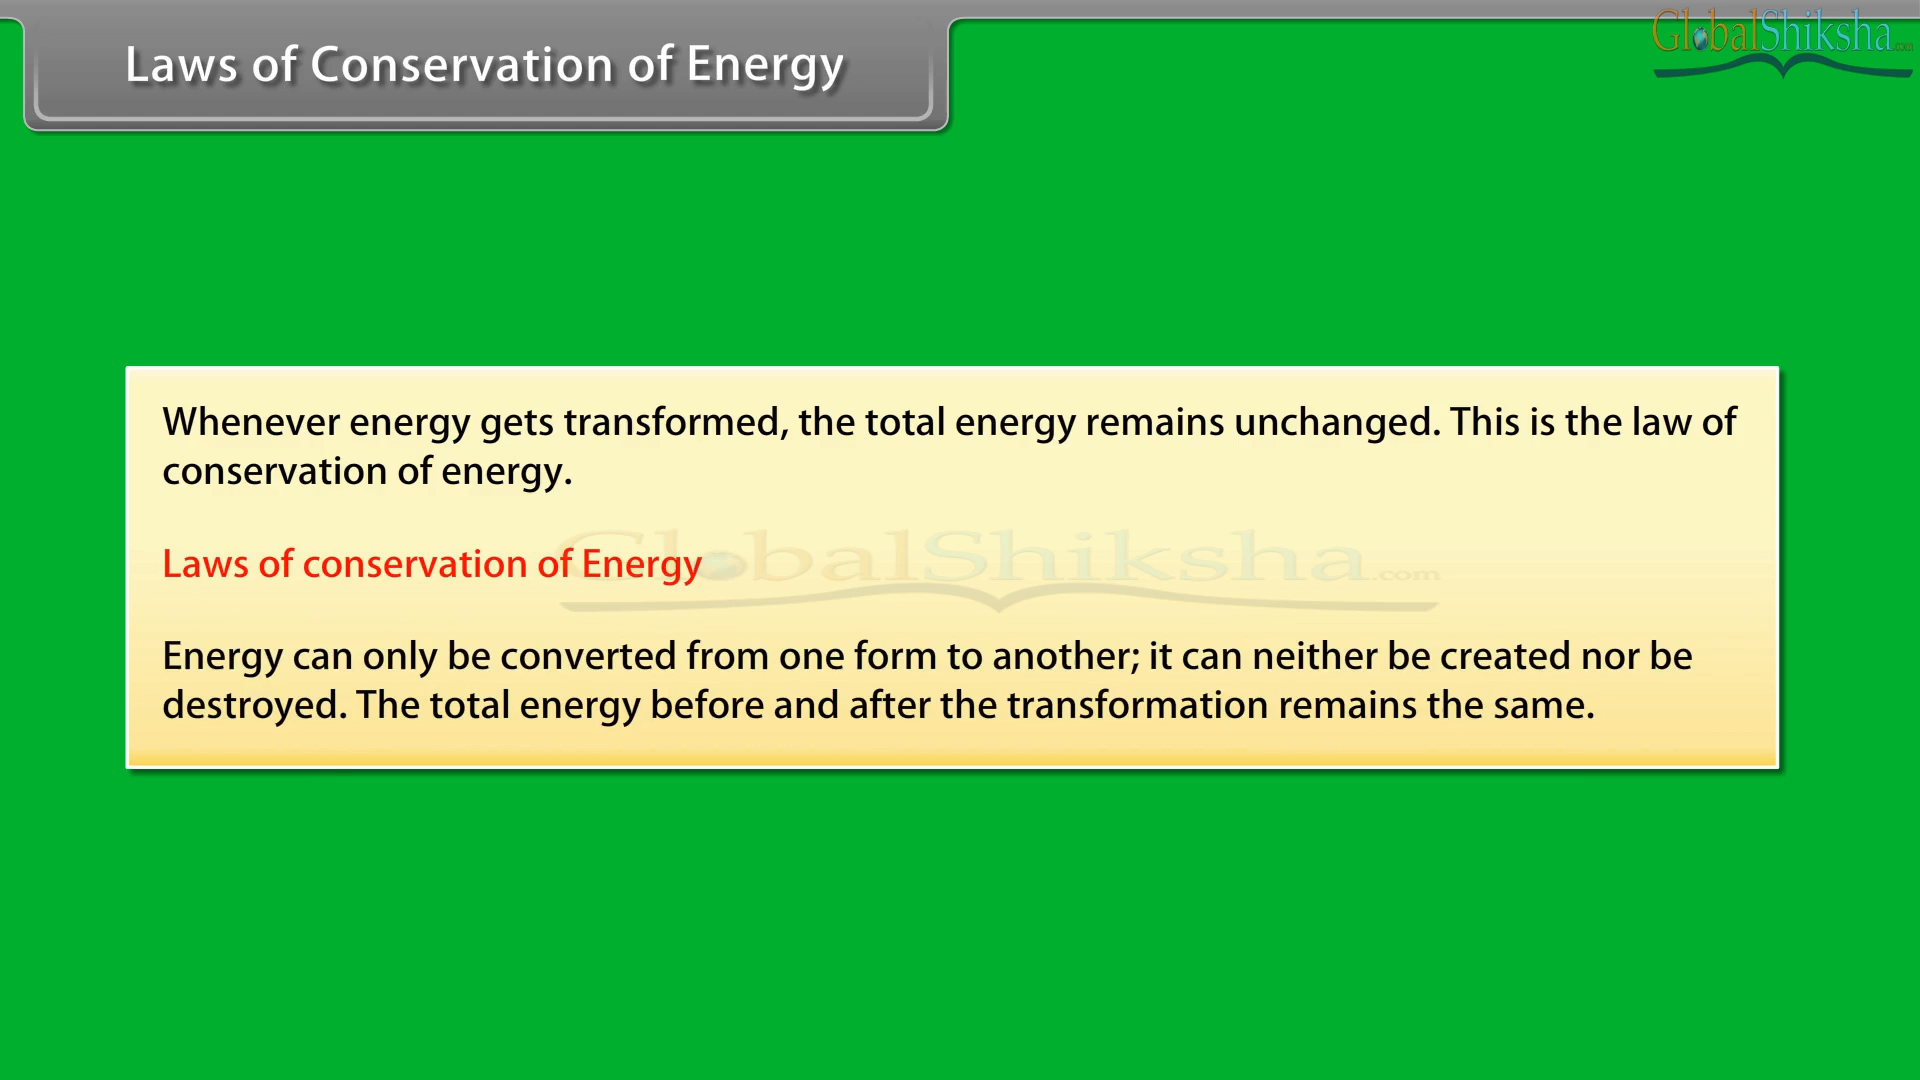 Laws of Conservation of Energy
GlobalShiksha.com
Whenever energy gets transformed, the total energy remains unchanged. This is the law of
conservation of energy.
GlobalShiksha.com
Laws of conservation of Energy
Energy can only be converted from one form to another; it can neither be created nor be
destroyed. The total energy before and after the transformation remains the same.